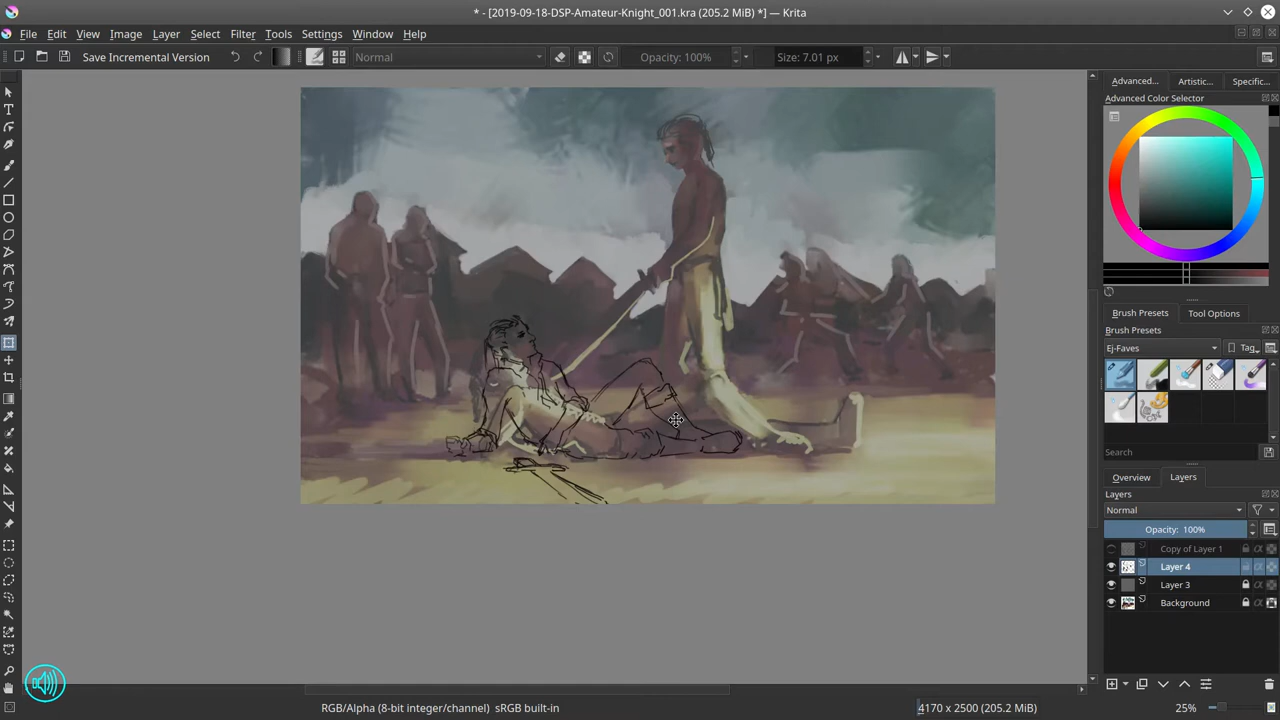 * - [2019-09-18-DSP-Amateur-Knight_001.kra (205.2 MiB) *] — Krita
File Edit View Image Layer Select Filter Tools Settings Window Help
Save Incremental Version Normal Opacity: 100% Size: 7.01 px
Advanced... Artistic... Specific...
Advanced Color Selector
Brush Presets Tool Options
Brush Presets
Ej-Faves Tag
Search
Overview Layers
Layers
Normal
Opacity: 100%
Copy of Layer 1
Layer 4
Layer 3
Background
RGB/Alpha (8-bit integer/channel) sRGB built-in 4170 x 2500 (205.2 MiB) 25%